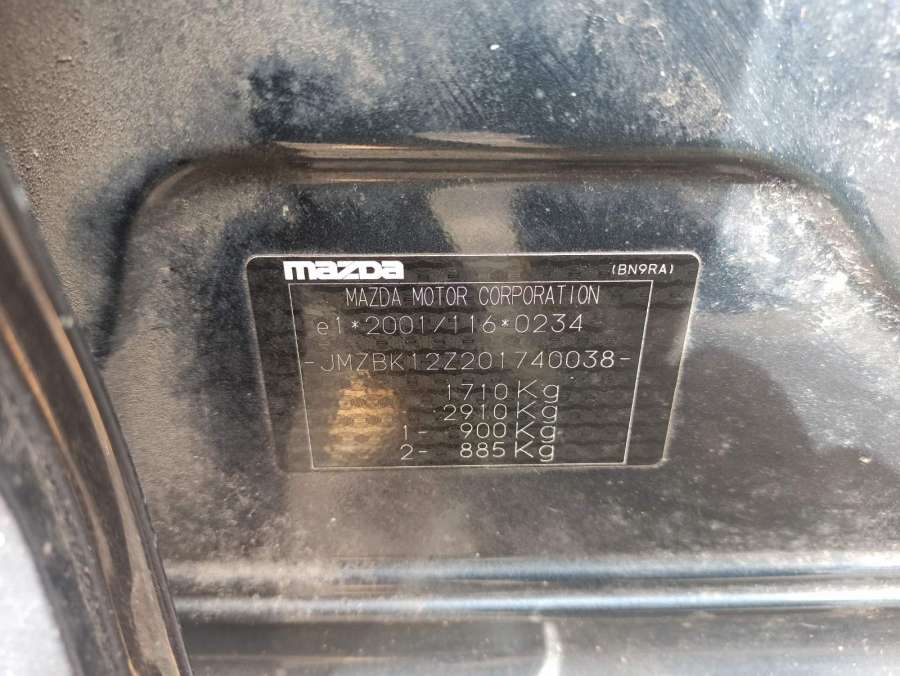 mazda (BN9RA)
MAZDA MOTOR CORPORATION
e1*2001/116*0234
-JMZBK12Z201740038-
1710Kg
2910Kg
1- 900Kg
2- 885Kg